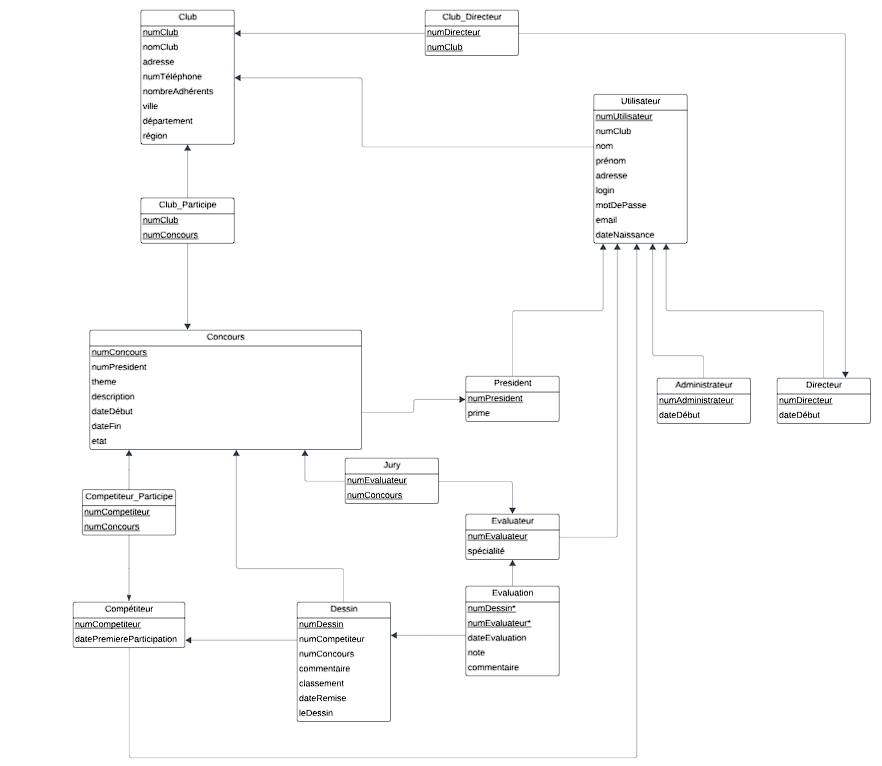 Club
numClub
nomClub
adresse
numTéléphone
nombreAdhérents
ville
département
région
Club_Directeur
numDirecteur
numClub
Utilisateur
numUtilisateur
numClub
nom
prénom
adresse
login
motDePasse
email
dateNaissance
Club_Participe
numClub
numConcours
Concours
numConcours
numPresident
theme
description
dateDébut
dateFin
etat
President
numPresident
prime
Administrateur
numAdministrateur
dateDébut
Directeur
numDirecteur
dateDébut
Jury
numEvaluateur
numConcours
Competiteur_Participe
numCompetiteur
numConcours
Evaluateur
numEvaluateur
spécialité
Evaluation
numDessin*
numEvaluateur*
dateEvaluation
note
commentaire
Compétiteur
numCompetiteur
datePremiereParticipation
Dessin
numDessin
numCompetiteur
numConcours
commentaire
classement
dateRemise
leDessin